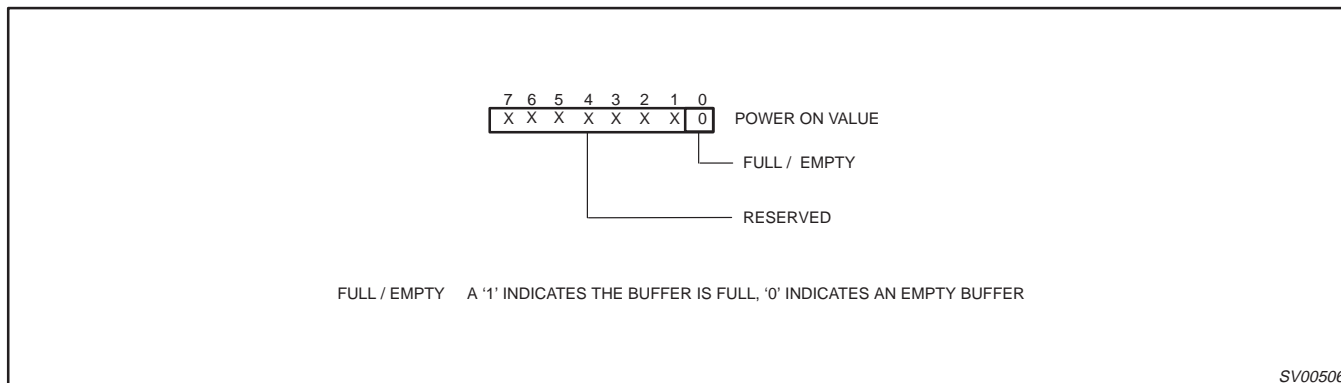 7 6 5 4 3 2 1 0
X X X X X X X 0 POWER ON VALUE
FULL / EMPTY
RESERVED
FULL / EMPTY A ‘1’ INDICATES THE BUFFER IS FULL, ‘0’ INDICATES AN EMPTY BUFFER
SV00506